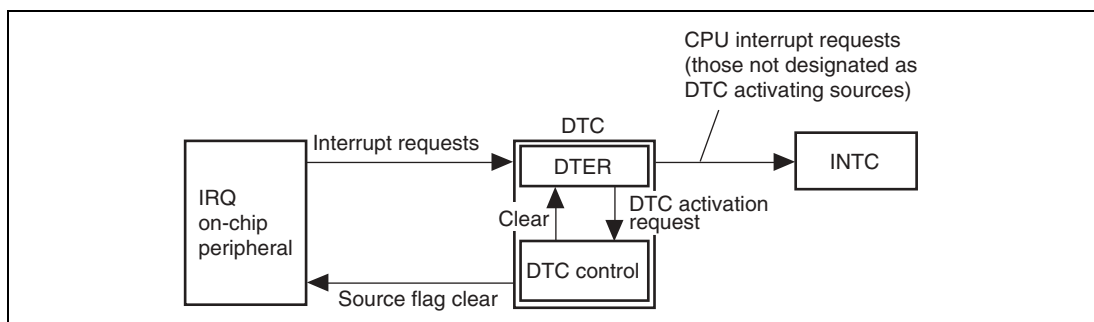 CPU interrupt requests
(those not designated as
DTC activating sources)
DTC
Interrupt requests
DTER
INTC
IRQ
on-chip
peripheral
Clear
DTC activation
request
DTC control
Source flag clear